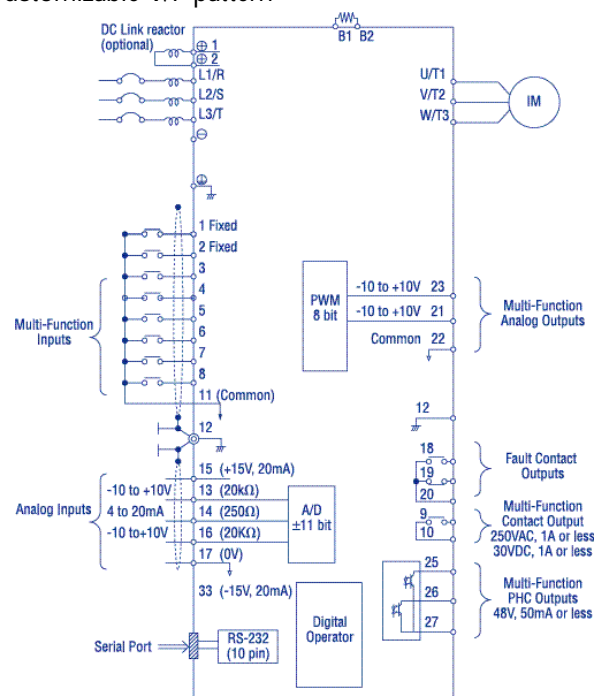 ustomizable V/F pattern
DC Link reactor
(optional)
⊕ 1
⊕ 2
L1/R
L2/S
L3/T
⊖
B1 B2
U/T1
V/T2
W/T3
IM
1 Fixed
2 Fixed
3
4
5
6
7
8
Multi-Function
Inputs
11 (Common)
12
15 (+15V, 20mA)
-10 to +10V 13 (20kΩ)
4 to 20mA 14 (250Ω)
-10 to+10V 16 (20KΩ)
17 (0V)
Analog Inputs
A/D
±11 bit
33 (-15V, 20mA)
Serial Port
RS-232
(10 pin)
Digital
Operator
PWM
8 bit
-10 to +10V 23
-10 to +10V 21
Common 22
Multi-Function
Analog Outputs
12
18
19
20
Fault Contact
Outputs
9
10
Multi-Function
Contact Output
250VAC, 1A or less
30VDC, 1A or less
25
26
27
Multi-Function
PHC Outputs
48V, 50mA or less